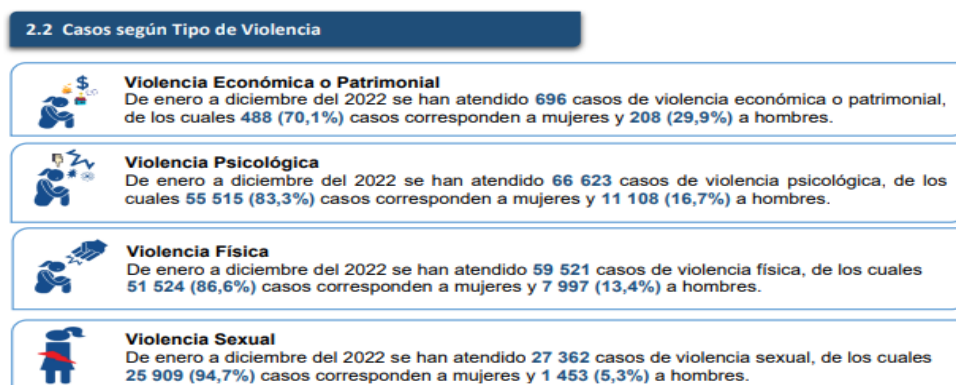 2.2 Casos según Tipo de Violencia
Violencia Económica o Patrimonial
De enero a diciembre del 2022 se han atendido 696 casos de violencia económica o patrimonial,
de los cuales 488 (70,1%) casos corresponden a mujeres y 208 (29,9%) a hombres.
Violencia Psicológica
De enero a diciembre del 2022 se han atendido 66 623 casos de violencia psicológica, de los
cuales 55 515 (83,3%) casos corresponden a mujeres y 11 108 (16,7%) a hombres.
Violencia Física
De enero a diciembre del 2022 se han atendido 59 521 casos de violencia física, de los cuales
51 524 (86,6%) casos corresponden a mujeres y 7 997 (13,4%) a hombres.
Violencia Sexual
De enero a diciembre del 2022 se han atendido 27 362 casos de violencia sexual, de los cuales
25 909 (94,7%) casos corresponden a mujeres y 1 453 (5,3%) a hombres.